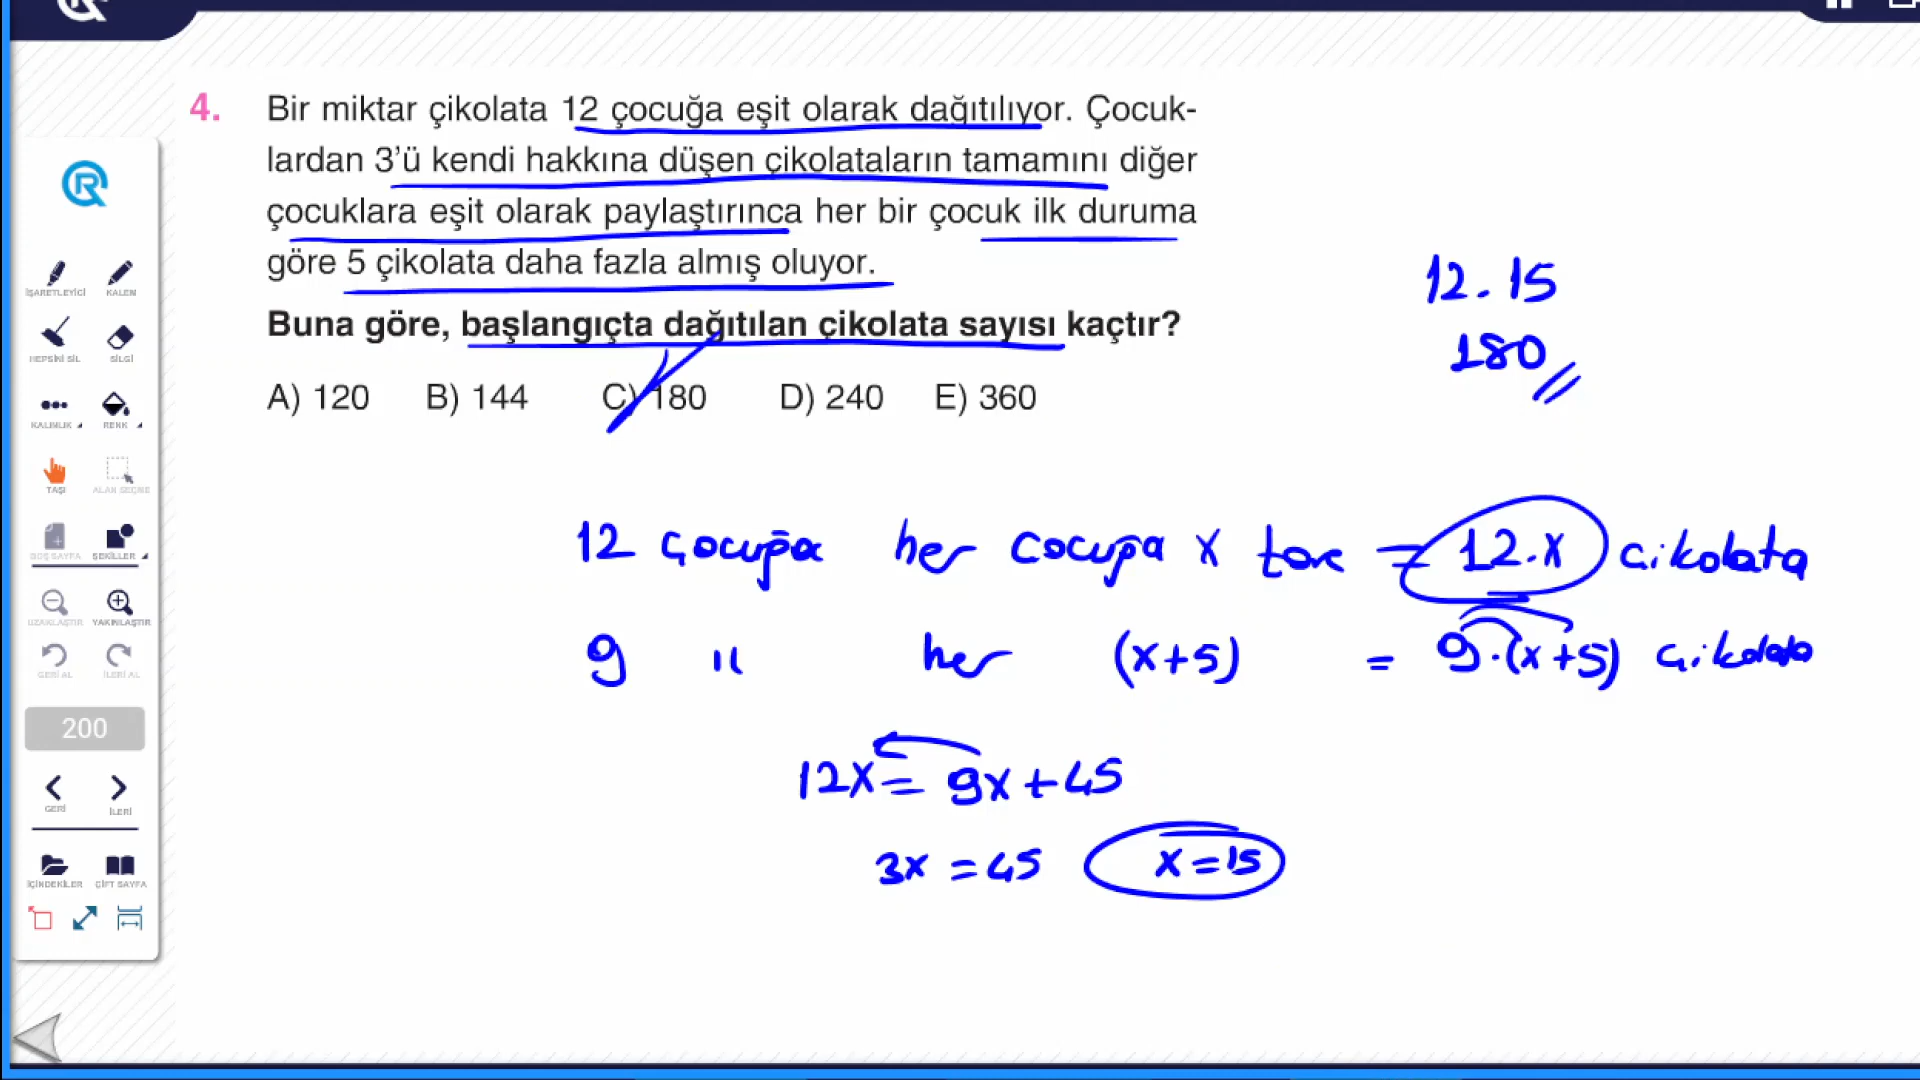 4. Bir miktar çikolata 12 çocuğa eşit olarak dağıtılıyor. Çocuk-
lardan 3'ü kendi hakkına düşen çikolataların tamamını diğer
çocuklara eşit olarak paylaştırınca her bir çocuk ilk duruma
göre 5 çikolata daha fazla almış oluyor.
Buna göre, başlangıçta dağıtılan çikolata sayısı kaçtır?
A) 120 B) 144 C) 180 D) 240 E) 360
12.15
180
12 çocuğa her çocuğa x tane = 12.x çikolata
9 " her (x+5) = 9.(x+5) çikolata
12x = 9x+45
3x = 45 x = 15
İŞARETLEYİCİ KALEM
HEPSİNİ SİL SİLGİ
KALINLIK RENK
TAŞI ALAN SEÇME
BOŞ SAYFA ŞEKİLLER
UZAKLAŞTIR YAKINLAŞTIR
GERİ AL İLERİ AL
200
GERİ İLERİ
İÇİNDEKİLER ÇİFT SAYFA